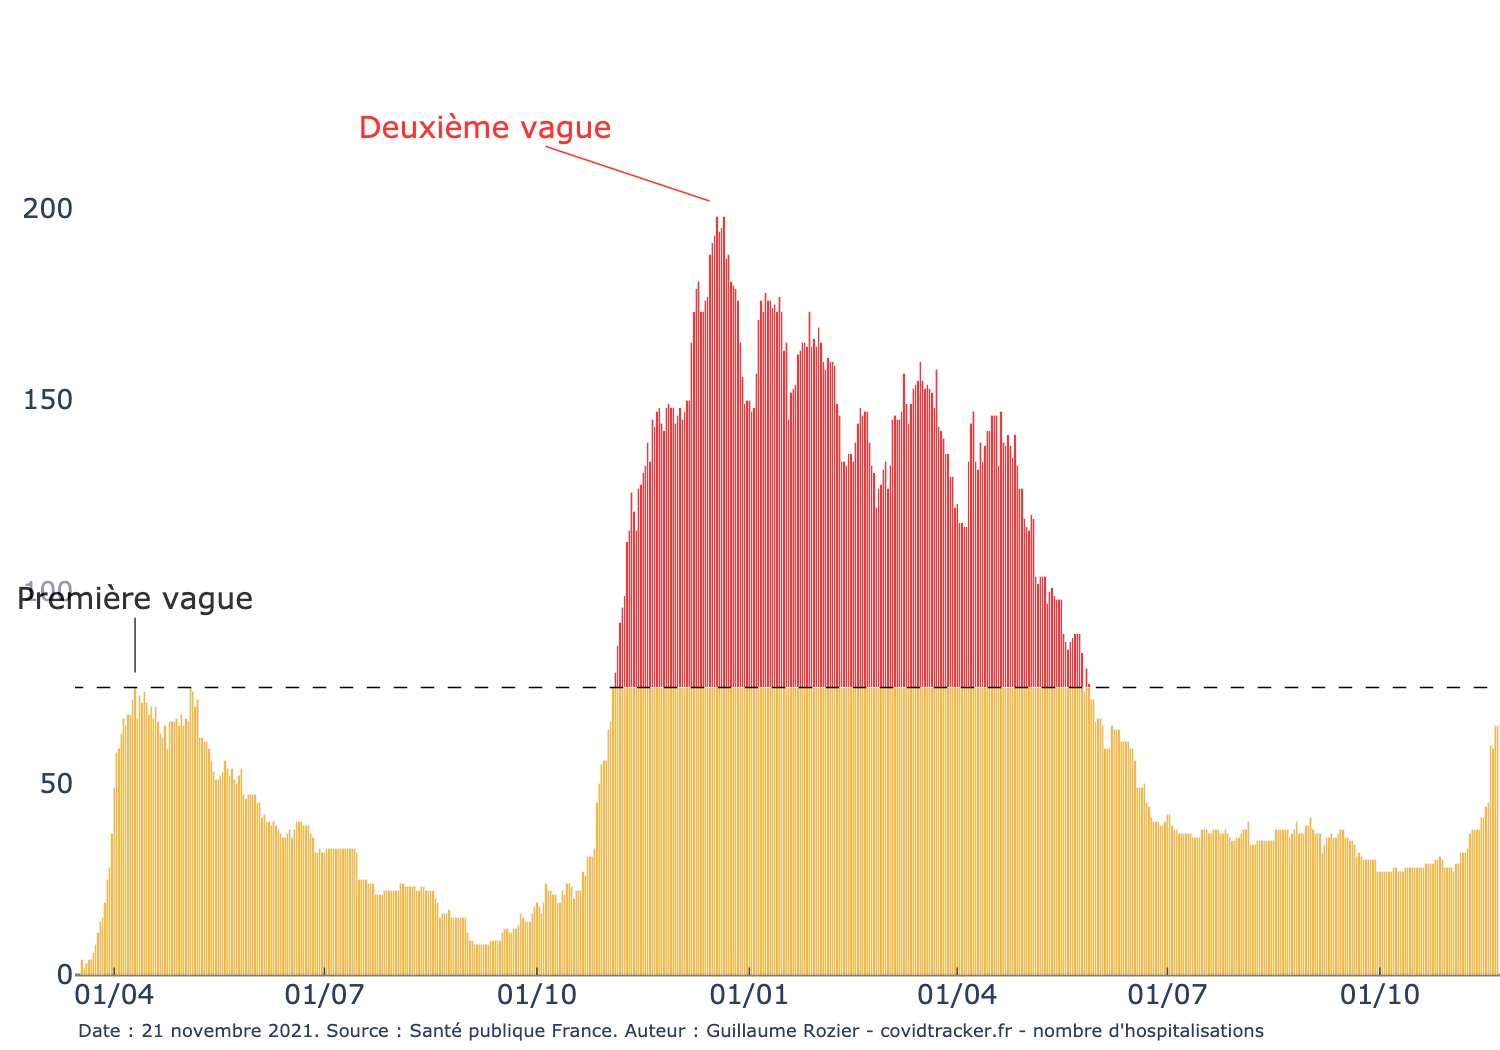 Deuxième vague
200
150
100
Première vague
50
0
01/04 01/07 01/10 01/01 01/04 01/07 01/10
Date : 21 novembre 2021. Source : Santé publique France. Auteur : Guillaume Rozier - covidtracker.fr - nombre d'hospitalisations